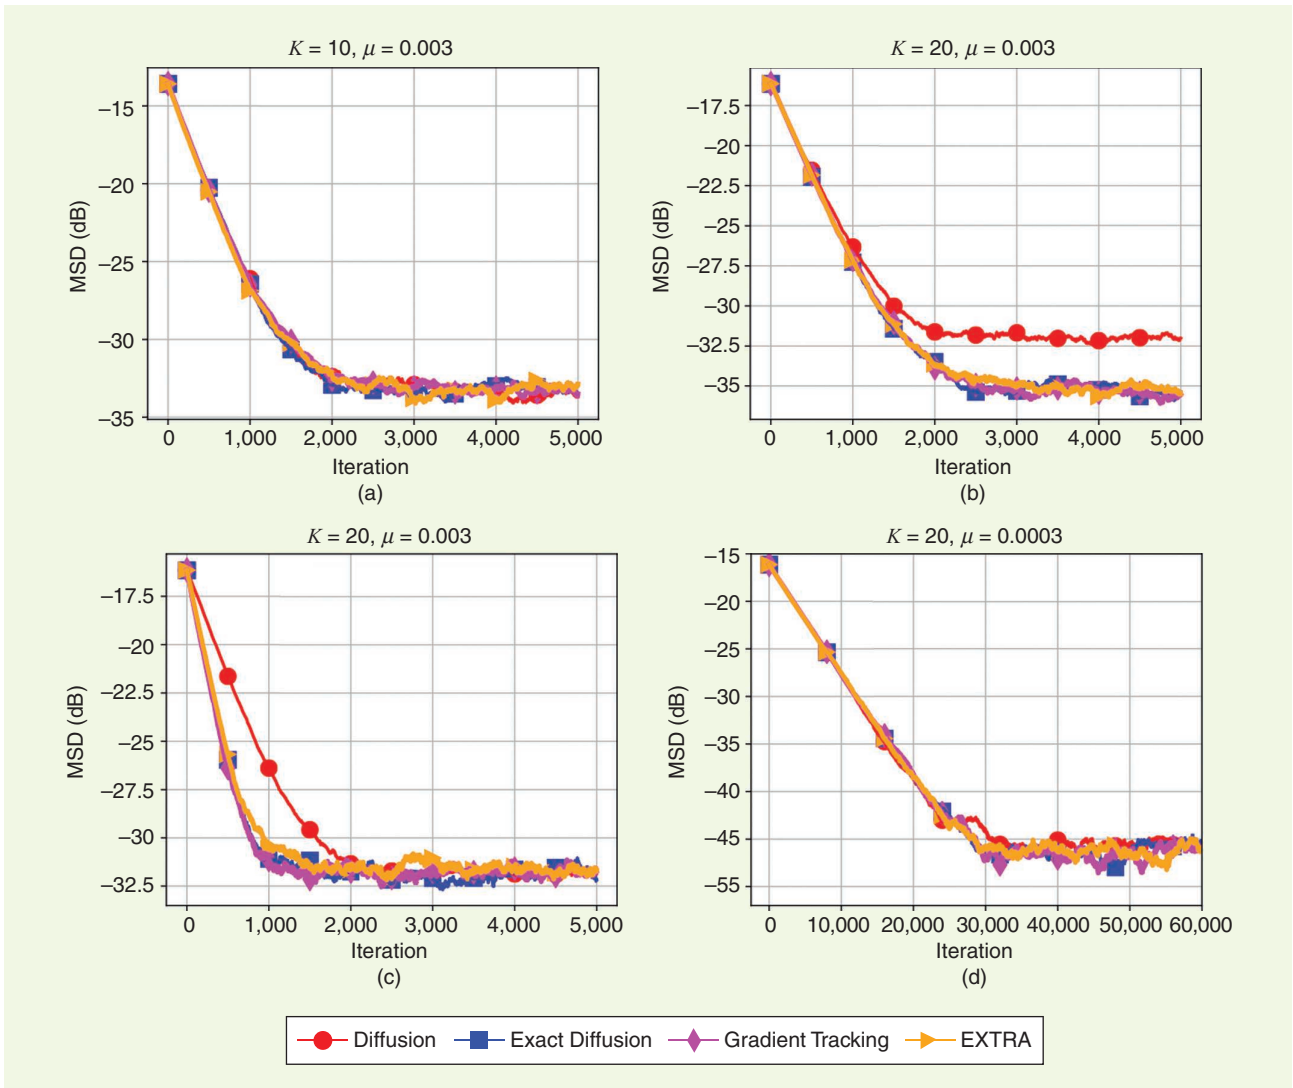 K = 10, μ = 0.003
MSD (dB)
–15
–20
–25
–30
–35
0 1,000 2,000 3,000 4,000 5,000
Iteration
(a)
K = 20, μ = 0.003
MSD (dB)
–17.5
–20
–22.5
–25
–27.5
–30
–32.5
–35
0 1,000 2,000 3,000 4,000 5,000
Iteration
(b)
K = 20, μ = 0.003
MSD (dB)
–17.5
–20
–22.5
–25
–27.5
–30
–32.5
0 1,000 2,000 3,000 4,000 5,000
Iteration
(c)
K = 20, μ = 0.0003
MSD (dB)
–15
–20
–25
–30
–35
–40
–45
–55
0 10,000 20,000 30,000 40,000 50,000 60,000
Iteration
(d)
Diffusion Exact Diffusion Gradient Tracking EXTRA